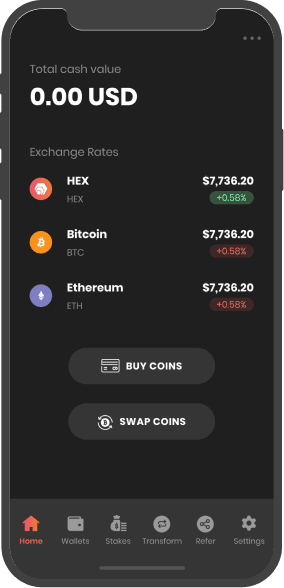 Total cash value
0.00 USD
Exchange Rates
HEX $7,736.20
HEX +0.58%
Bitcoin $7,736.20
BTC +0.58%
Ethereum $7,736.20
ETH +0.58%
BUY COINS
SWAP COINS
Home Wallets Stakes Transform Refer Settings